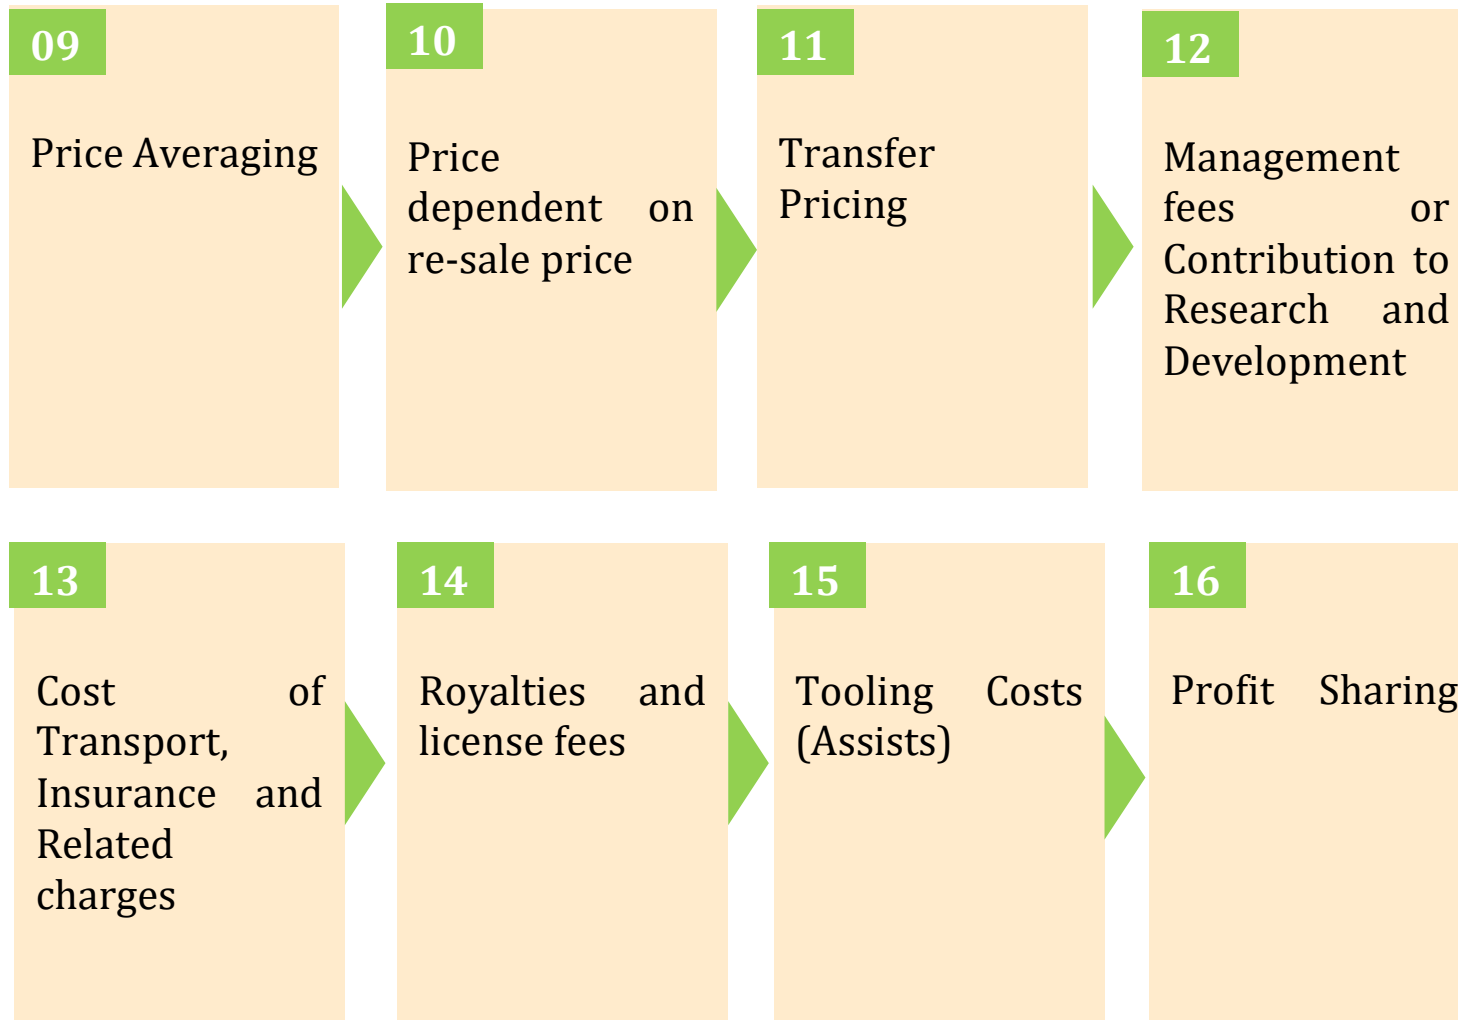 09
Price Averaging
10
Price
dependent on
re-sale price
11
Transfer
Pricing
12
Management
fees or
Contribution to
Research and
Development
13
Cost of
Transport,
Insurance and
Related
charges
14
Royalties and
license fees
15
Tooling Costs
(Assists)
16
Profit Sharing